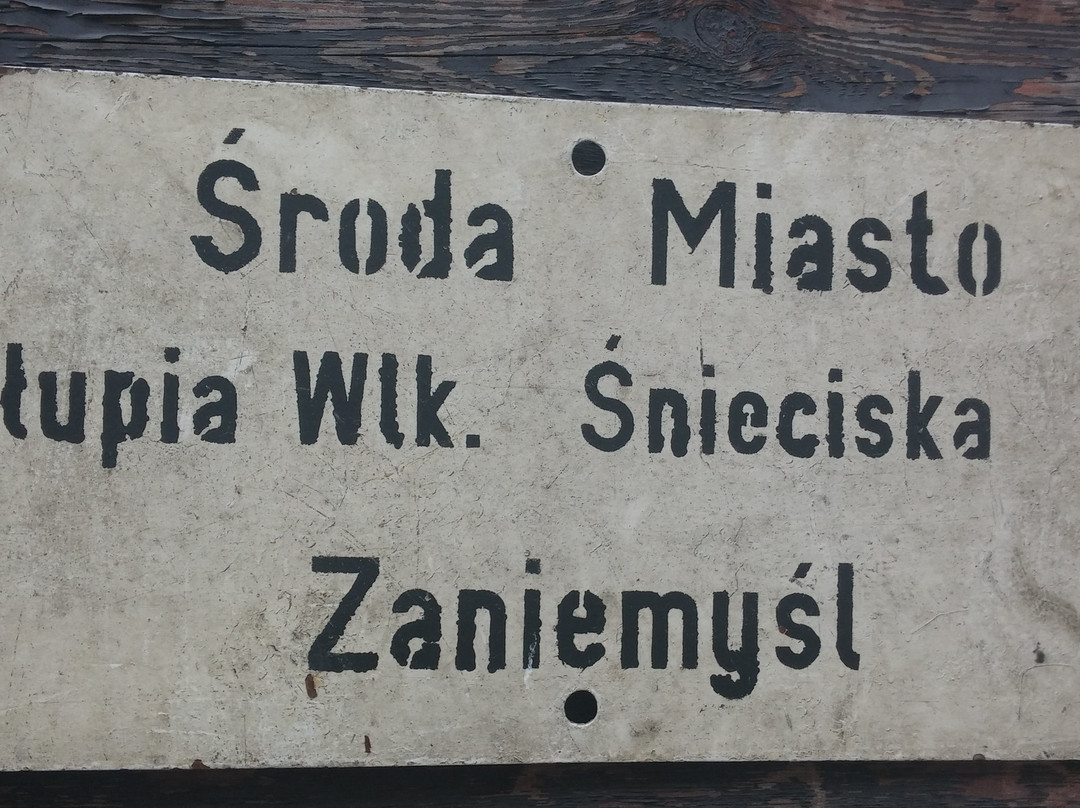 Środa Miasto
łupia Wlk. Śnieciska
Zaniemyśl